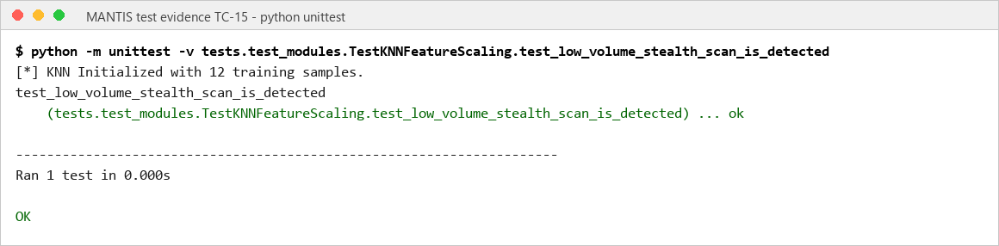 MANTIS test evidence TC-15 - python unittest
$ python -m unittest -v tests.test_modules.TestKNNFeatureScaling.test_low_volume_stealth_scan_is_detected
[*] KNN Initialized with 12 training samples.
test_low_volume_stealth_scan_is_detected
(tests.test_modules.TestKNNFeatureScaling.test_low_volume_stealth_scan_is_detected) ... ok
----------------------------------------------------------------------
Ran 1 test in 0.000s
OK